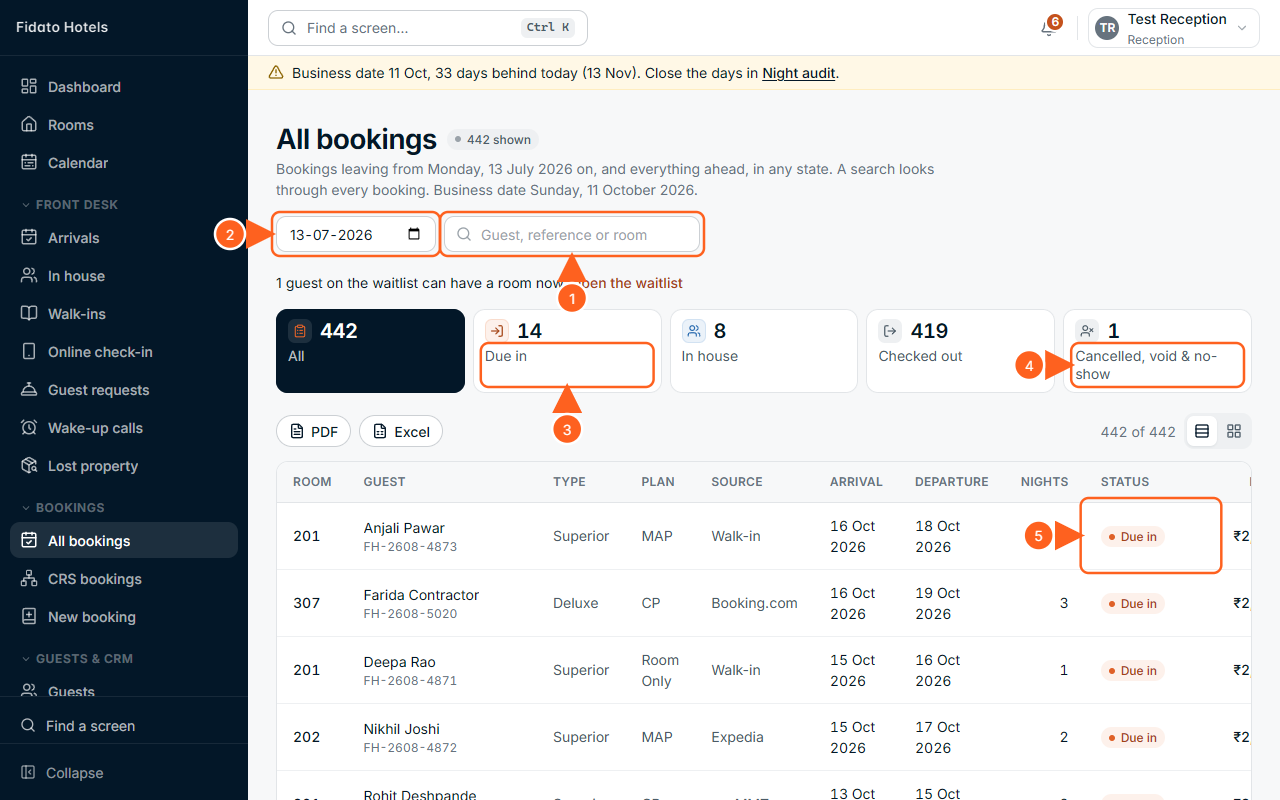 Fidato Hotels
Find a screen...
Ctrl K
6
TR
Test Reception
Reception
Business date 11 Oct, 33 days behind today (13 Nov). Close the days in Night audit.
Dashboard
Rooms
Calendar
FRONT DESK
Arrivals
In house
Walk-ins
Online check-in
Guest requests
Wake-up calls
Lost property
BOOKINGS
All bookings
CRS bookings
New booking
GUESTS & CRM
Guests
Find a screen
Collapse
All bookings
442 shown
Bookings leaving from Monday, 13 July 2026 on, and everything ahead, in any state. A search looks
through every booking. Business date Sunday, 11 October 2026.
2
13-07-2026
Guest, reference or room
1 guest on the waitlist can have a room now
the waitlist
1
442
All
14
Due in
8
In house
419
Checked out
1
Cancelled, void & no-
show
4
3
PDF
Excel
442 of 442
ROOM GUEST TYPE PLAN SOURCE ARRIVAL DEPARTURE NIGHTS STATUS
201 Anjali Pawar FH-2608-4873 Superior MAP Walk-in 16 Oct 2026 18 Oct 2026 5 Due in ₹2
307 Farida Contractor FH-2608-5020 Deluxe CP Booking.com 16 Oct 2026 19 Oct 2026 3 Due in ₹2
201 Deepa Rao FH-2608-4871 Superior Room Only Walk-in 15 Oct 2026 16 Oct 2026 1 Due in ₹2
202 Nikhil Joshi FH-2608-4872 Superior MAP Expedia 15 Oct 2026 17 Oct 2026 2 Due in ₹2
Rohit Deshpande 13 Oct 15 Oct